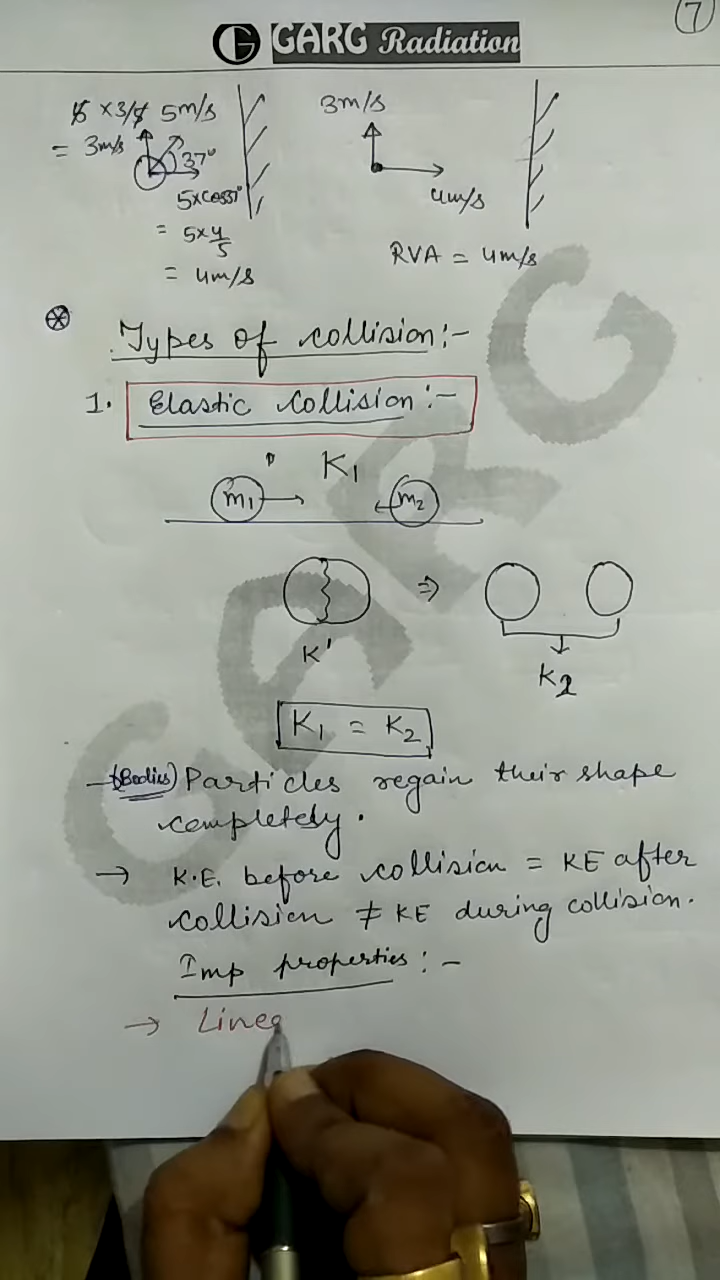 7
GARG Radiation
5 × 3/5 5m/s
= 3m/s
37°
5×cos37°
= 5×4/5
= 4m/s
3m/s
4m/s
RVA = 4m/s
Types of collision:-
1. Elastic Collision:-
K1
m1 m2
K' ⇒ K2
K1 = K2
- (Bodies) Particles regain their shape
completely.
→ K.E. before collision = KE after
collision ≠ KE during collision.
Imp properties:-
→ Linea
GARG